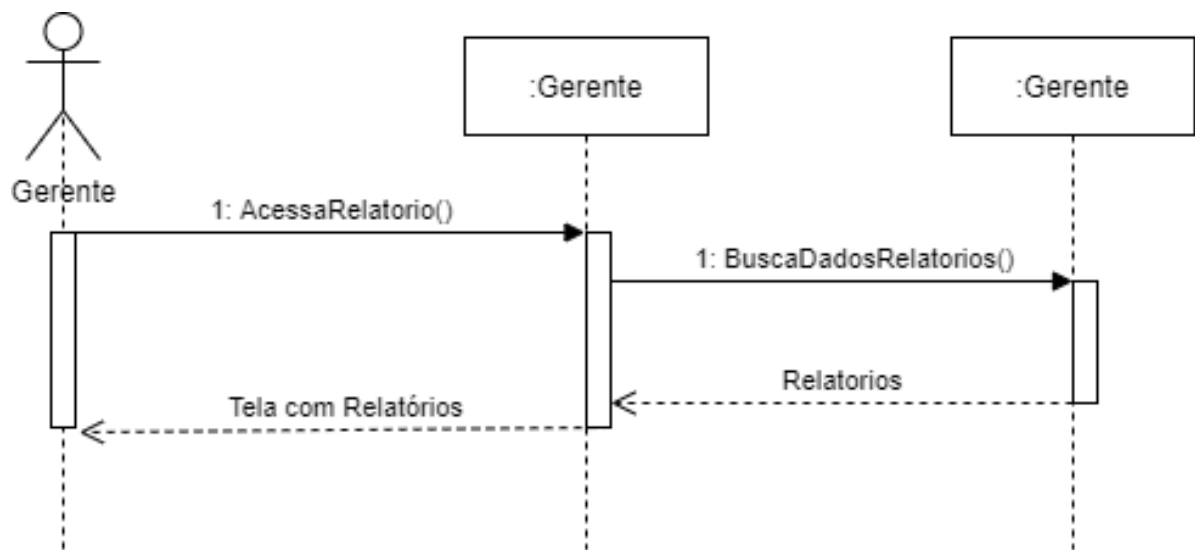 :Gerente
:Gerente
Gerente
1: AcessaRelatorio()
1: BuscaDadosRelatorios()
Relatorios
Tela com Relatórios